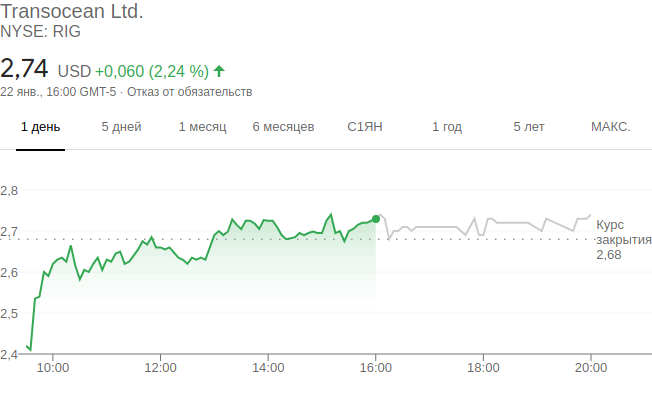 Transocean Ltd.
NYSE: RIG
2,74 USD +0,060 (2,24 %)
22 янв., 16:00 GMT-5 · Отказ от обязательств
1 день 5 дней 1 месяц 6 месяцев С1ЯН 1 год 5 лет МАКС.
2,8
2,7
2,6
2,5
2,4
Курс
закрытия
2,68
10:00 12:00 14:00 16:00 18:00 20:00